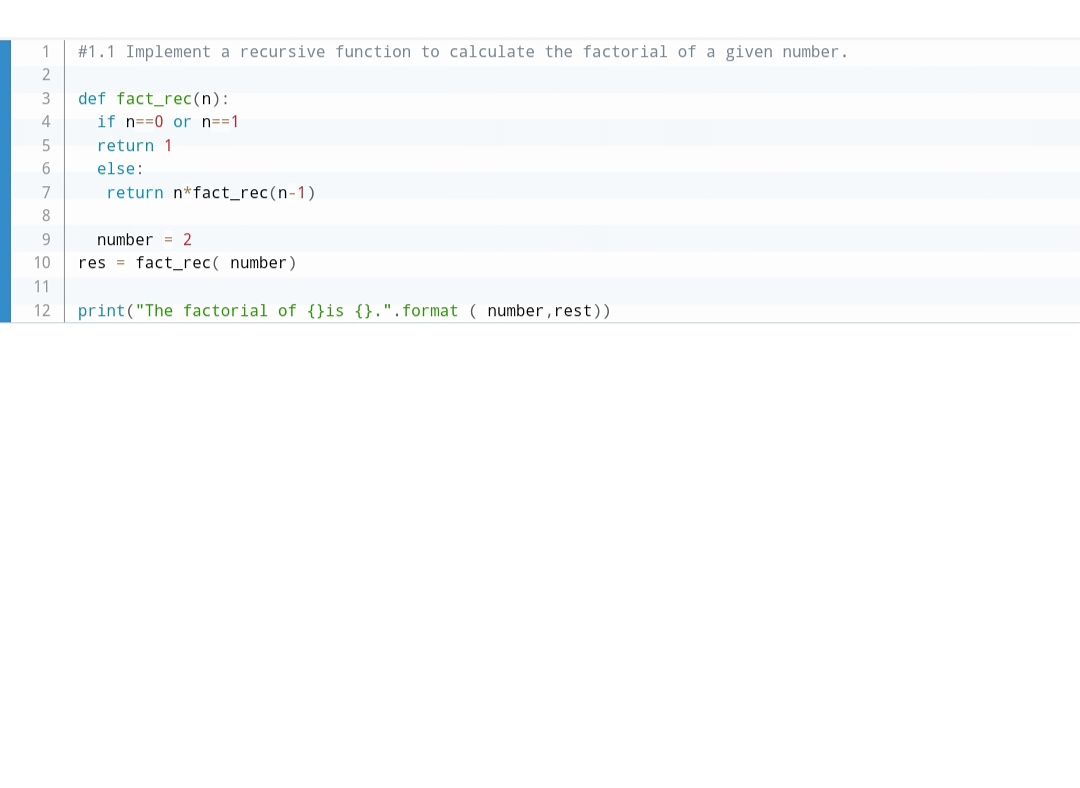 1 #1.1 Implement a recursive function to calculate the factorial of a given number.
2
3 def fact_rec(n):
4   if n==0 or n==1
5   return 1
6   else:
7    return n*fact_rec(n-1)
8
9   number = 2
10 res = fact_rec( number)
11
12 print("The factorial of {}is {}.".format ( number,rest))